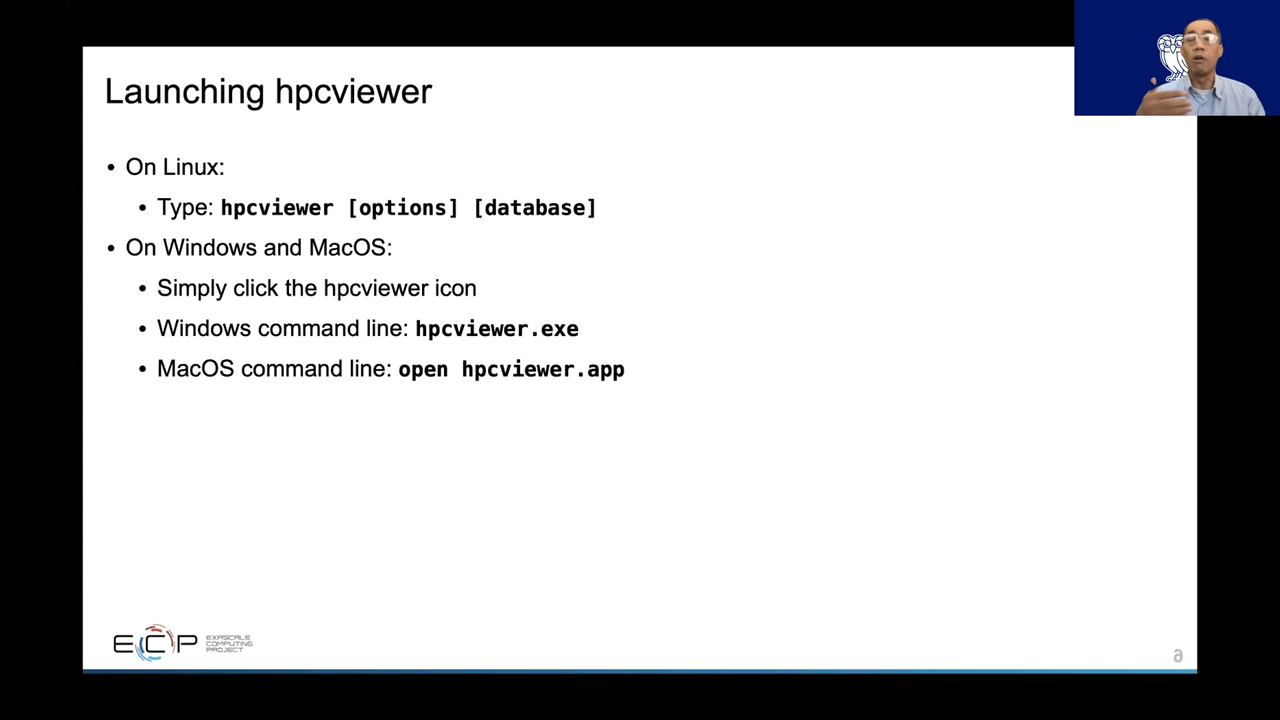 Launching hpcviewer
• On Linux:
• Type: hpcviewer [options] [database]
• On Windows and MacOS:
• Simply click the hpcviewer icon
• Windows command line: hpcviewer.exe
• MacOS command line: open hpcviewer.app
ECP
EXASCALE
COMPUTING
PROJECT
6